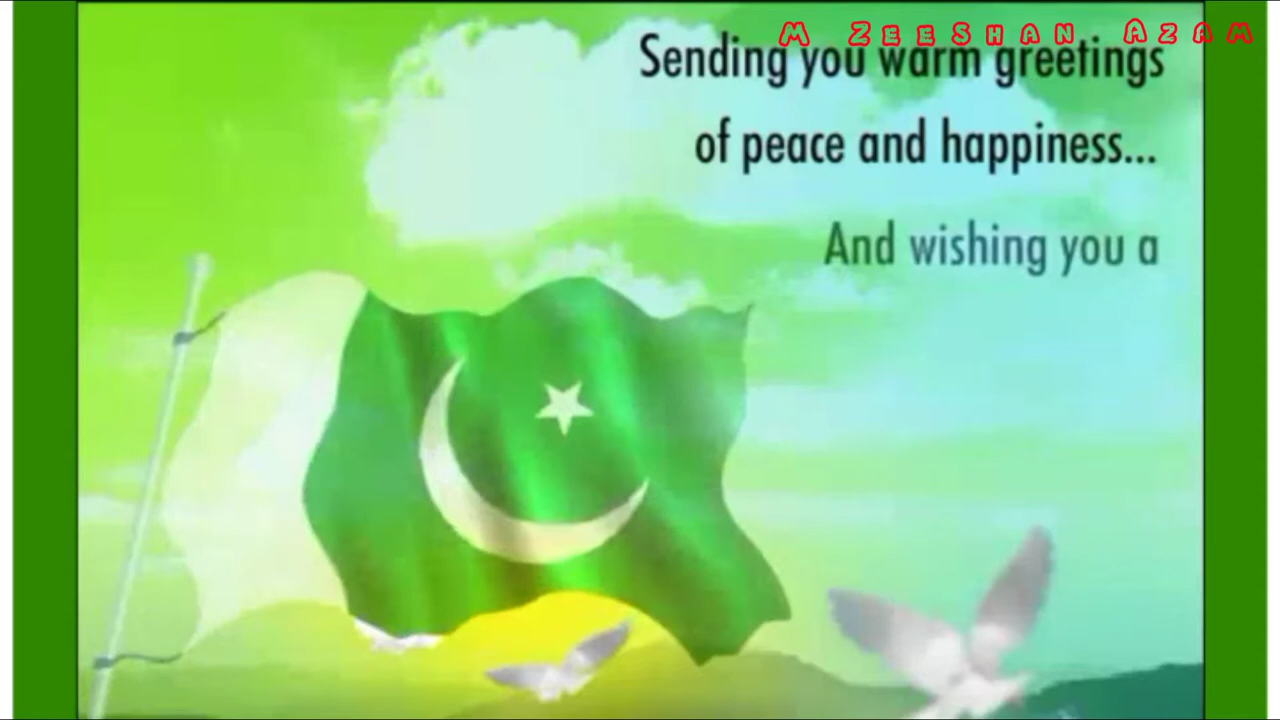 M ZEESHAN AZAM
Sending you warm greetings
of peace and happiness...
And wishing you a